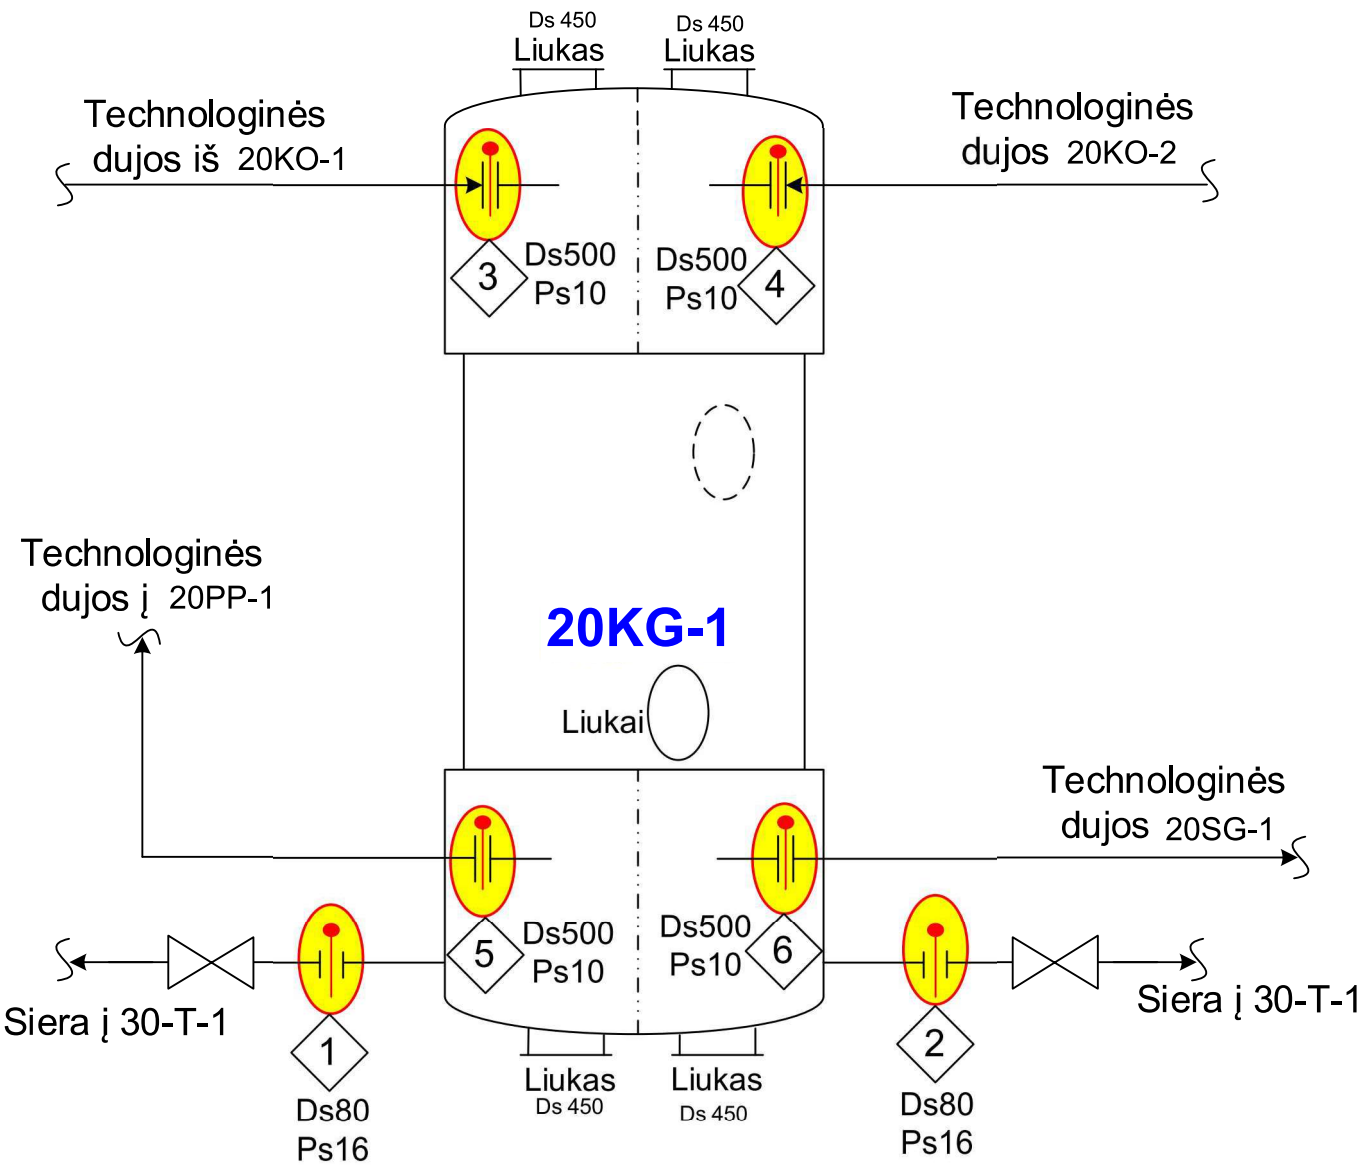 Ds 450
Liukas
Ds 450
Liukas
Technologinės
dujos iš 20KO-1
Technologinės
dujos 20KO-2
3
Ds500
Ps10
Ds500
Ps10
4
Technologinės
dujos į 20PP-1
20KG-1
Liukai
Technologinės
dujos 20SG-1
5
Ds500
Ps10
Ds500
Ps10
6
Siera į 30-T-1
Siera į 30-T-1
1
Ds80
Ps16
Liukas
Ds 450
Liukas
Ds 450
2
Ds80
Ps16